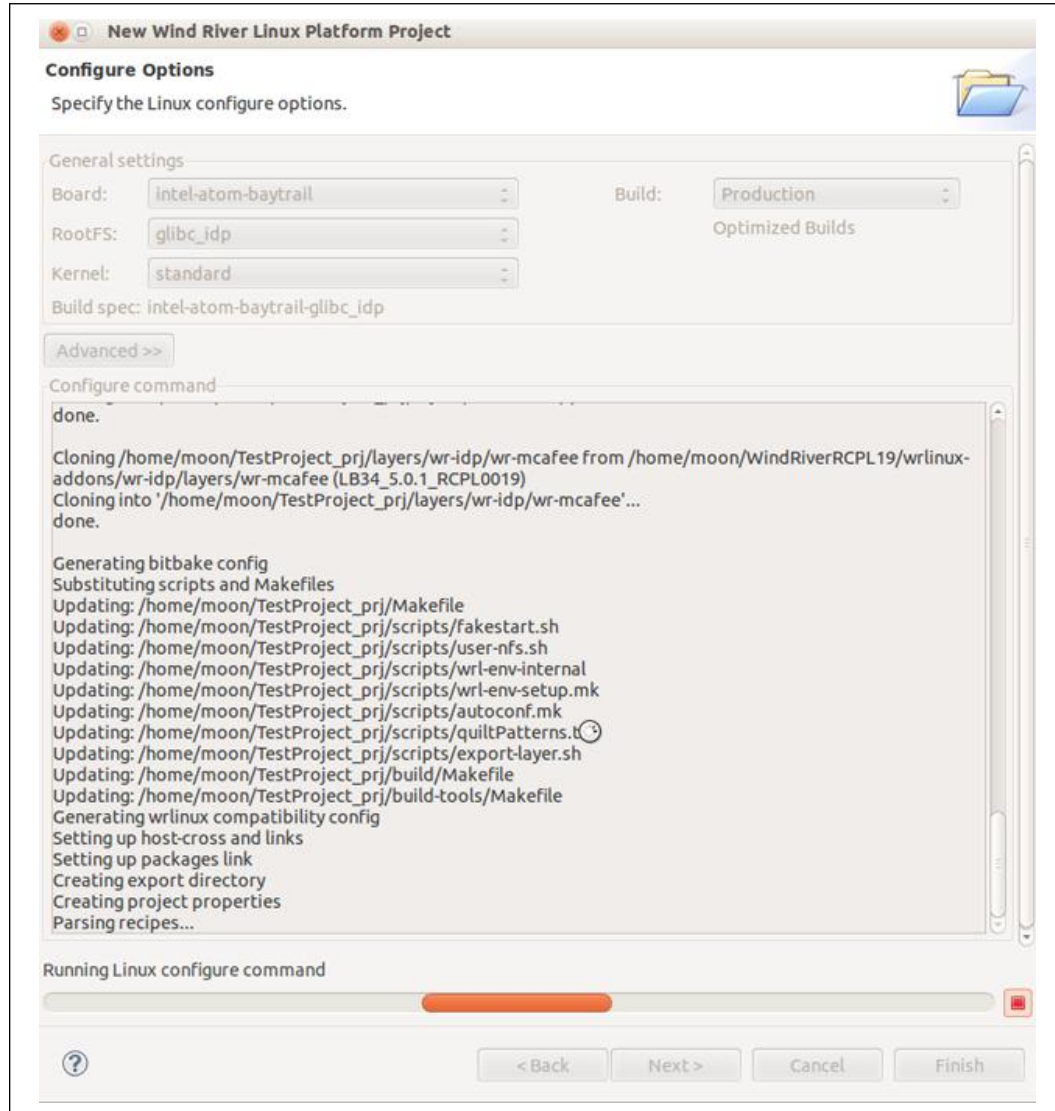 New Wind River Linux Platform Project
Configure Options
Specify the Linux configure options.
General settings
Board: intel-atom-baytrail Build: Production
RootFS: glibc_idp Optimized Builds
Kernel: standard
Build spec: intel-atom-baytrail-glibc_idp
Advanced >>
Configure command
done.
Cloning /home/moon/TestProject_prj/layers/wr-idp/wr-mcafee from /home/moon/WindRiverRCPL19/wrlinux-
addons/wr-idp/layers/wr-mcafee (LB34_5.0.1_RCPL0019)
Cloning into '/home/moon/TestProject_prj/layers/wr-idp/wr-mcafee'...
done.
Generating bitbake config
Substituting scripts and Makefiles
Updating: /home/moon/TestProject_prj/Makefile
Updating: /home/moon/TestProject_prj/scripts/fakestart.sh
Updating: /home/moon/TestProject_prj/scripts/user-nfs.sh
Updating: /home/moon/TestProject_prj/scripts/wrl-env-internal
Updating: /home/moon/TestProject_prj/scripts/wrl-env-setup.mk
Updating: /home/moon/TestProject_prj/scripts/autoconf.mk
Updating:
Updating: /home/moon/TestProject_prj/scripts/export-layer.sh
Updating: /home/moon/TestProject_prj/build/Makefile
Updating: /home/moon/TestProject_prj/build-tools/Makefile
Generating wrlinux compatibility config
Setting up host-cross and links
Setting up packages link
Creating export directory
Creating project properties
Parsing recipes...
Running Linux configure command
< Back Next > Cancel Finish